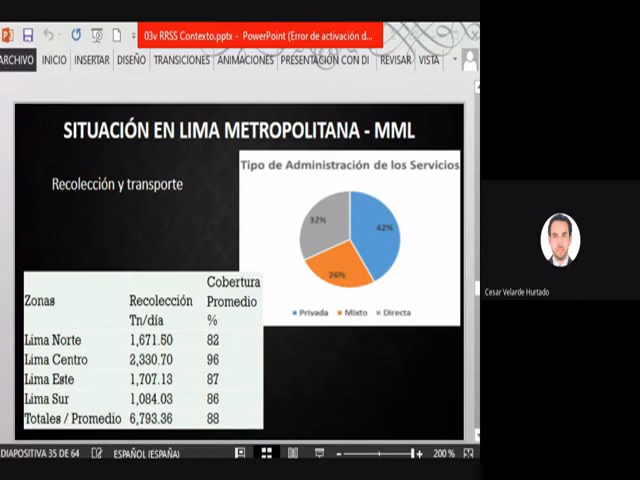 03v RRSS Contexto.pptx - PowerPoint (Error de activación d...
ARCHIVO INICIO INSERTAR DISEÑO TRANSICIONES ANIMACIONES PRESENTACIÓN CON DI REVISAR VISTA
SITUACIÓN EN LIMA METROPOLITANA - MML
Recolección y transporte
Tipo de Administración de los Servicios
32% 42%
26%
Privada Mixto Directa
Zonas Recolección Tn/día Cobertura Promedio %
Lima Norte 1,671.50 82
Lima Centro 2,330.70 96
Lima Este 1,707.13 87
Lima Sur 1,084.03 86
Totales / Promedio 6,793.36 88
Cesar Velarde Hurtado
DIAPOSITIVA 35 DE 64 ESPAÑOL (ESPAÑA) 200 %